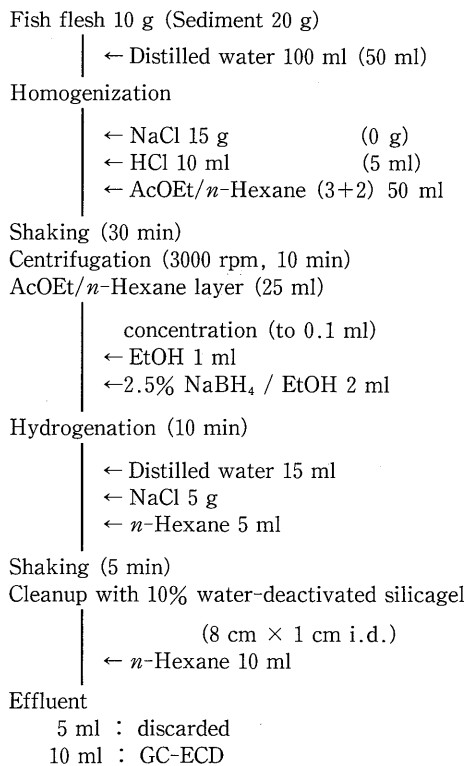 Fish flesh 10 g (Sediment 20 g)
← Distilled water 100 ml (50 ml)
Homogenization
← NaCl 15 g (0 g)
← HCl 10 ml (5 ml)
← AcOEt/n-Hexane (3+2) 50 ml
Shaking (30 min)
Centrifugation (3000 rpm, 10 min)
AcOEt/n-Hexane layer (25 ml)
concentration (to 0.1 ml)
← EtOH 1 ml
←2.5% NaBH₄ / EtOH 2 ml
Hydrogenation (10 min)
← Distilled water 15 ml
← NaCl 5 g
← n-Hexane 5 ml
Shaking (5 min)
Cleanup with 10% water-deactivated silicagel
(8 cm × 1 cm i.d.)
← n-Hexane 10 ml
Effluent
5 ml : discarded
10 ml : GC-ECD